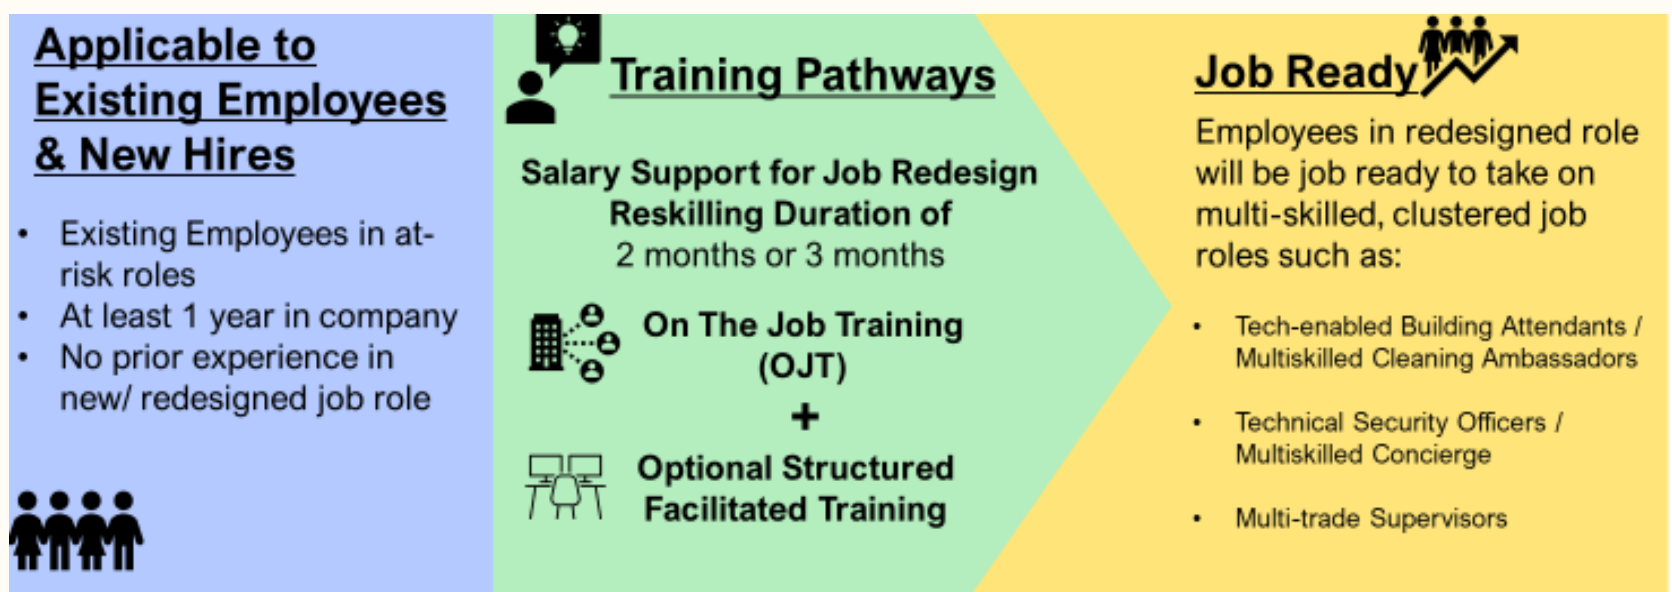 Applicable to
Existing Employees
& New Hires
• Existing Employees in at-
risk roles
• At least 1 year in company
• No prior experience in
new/ redesigned job role
Training Pathways
Salary Support for Job Redesign
Reskilling Duration of
2 months or 3 months
On The Job Training
(OJT)
+
Optional Structured
Facilitated Training
Job Ready
Employees in redesigned role
will be job ready to take on
multi-skilled, clustered job
roles such as:
• Tech-enabled Building Attendants /
Multiskilled Cleaning Ambassadors
• Technical Security Officers /
Multiskilled Concierge
• Multi-trade Supervisors